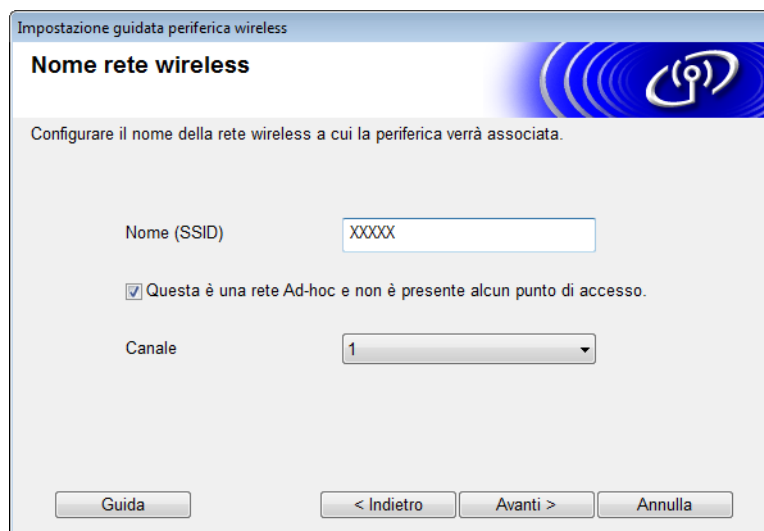 Impostazione guidata periferica wireless
Nome rete wireless
Configurare il nome della rete wireless a cui la periferica verrà associata.
Nome (SSID)
XXXXX
Questa è una rete Ad-hoc e non è presente alcun punto di accesso.
Canale
1
Guida
< Indietro
Avanti >
Annulla